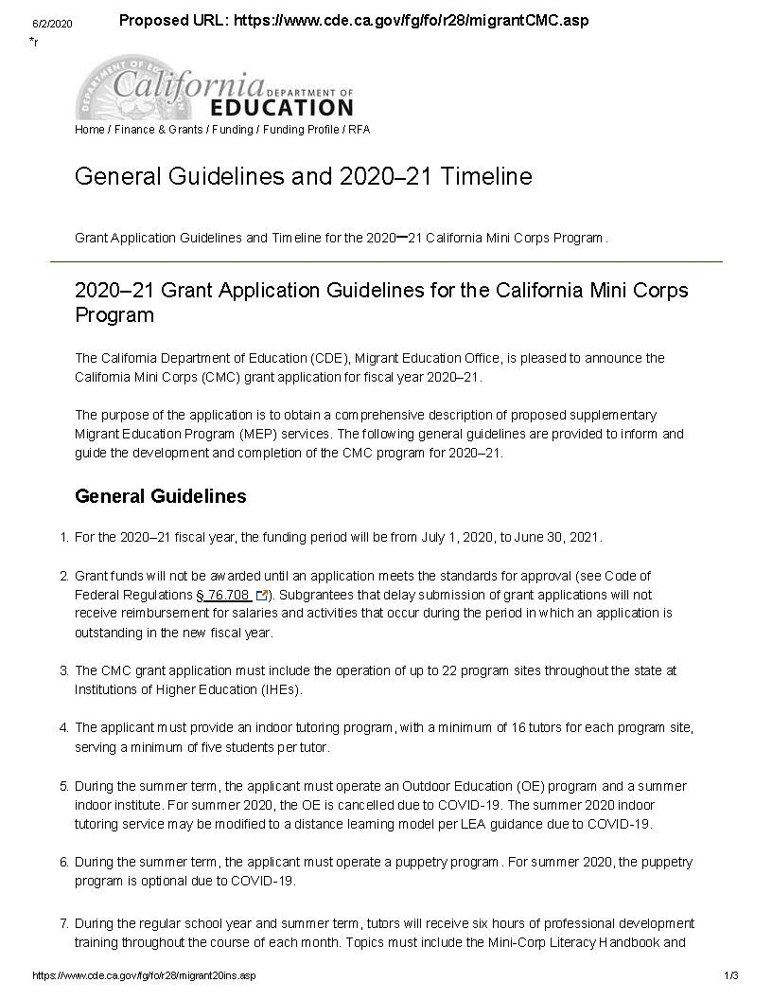 6/2/2020
Proposed URL: https://www.cde.ca.gov/fg/fo/r28/migrantCMC.asp
*r
DEPARTMENT OF EDUCATION
California DEPARTMENT OF
EDUCATION
Home / Finance & Grants / Funding / Funding Profile / RFA
General Guidelines and 2020–21 Timeline
Grant Application Guidelines and Timeline for the 2020—21 California Mini Corps Program.
2020–21 Grant Application Guidelines for the California Mini Corps
Program
The California Department of Education (CDE), Migrant Education Office, is pleased to announce the
California Mini Corps (CMC) grant application for fiscal year 2020–21.
The purpose of the application is to obtain a comprehensive description of proposed supplementary
Migrant Education Program (MEP) services. The following general guidelines are provided to inform and
guide the development and completion of the CMC program for 2020–21.
General Guidelines
1. For the 2020–21 fiscal year, the funding period will be from July 1, 2020, to June 30, 2021.
2. Grant funds will not be awarded until an application meets the standards for approval (see Code of
Federal Regulations § 76.708 ). Subgrantees that delay submission of grant applications will not
receive reimbursement for salaries and activities that occur during the period in which an application is
outstanding in the new fiscal year.
3. The CMC grant application must include the operation of up to 22 program sites throughout the state at
Institutions of Higher Education (IHEs).
4. The applicant must provide an indoor tutoring program, with a minimum of 16 tutors for each program site,
serving a minimum of five students per tutor.
5. During the summer term, the applicant must operate an Outdoor Education (OE) program and a summer
indoor institute. For summer 2020, the OE is cancelled due to COVID-19. The summer 2020 indoor
tutoring service may be modified to a distance learning model per LEA guidance due to COVID-19.
6. During the summer term, the applicant must operate a puppetry program. For summer 2020, the puppetry
program is optional due to COVID-19.
7. During the regular school year and summer term, tutors will receive six hours of professional development
training throughout the course of each month. Topics must include the Mini-Corp Literacy Handbook and
https://www.cde.ca.gov/fg/fo/r28/migrant20ins.asp
1/3